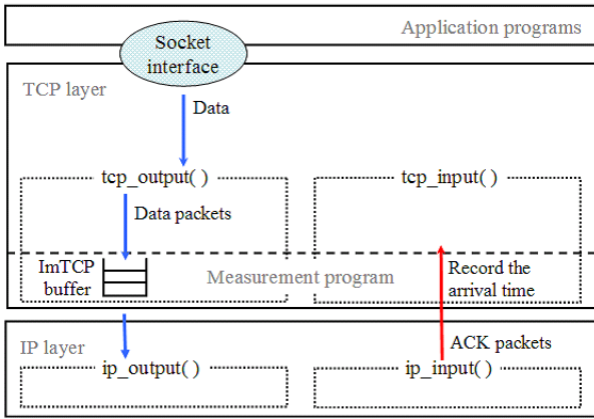 Application programs
Socket
interface
TCP layer
Data
tcp_output( )
tcp_input( )
Data packets
ImTCP
buffer
Measurement program
Record the
arrival time
IP layer
ACK packets
ip_output( )
ip_input( )